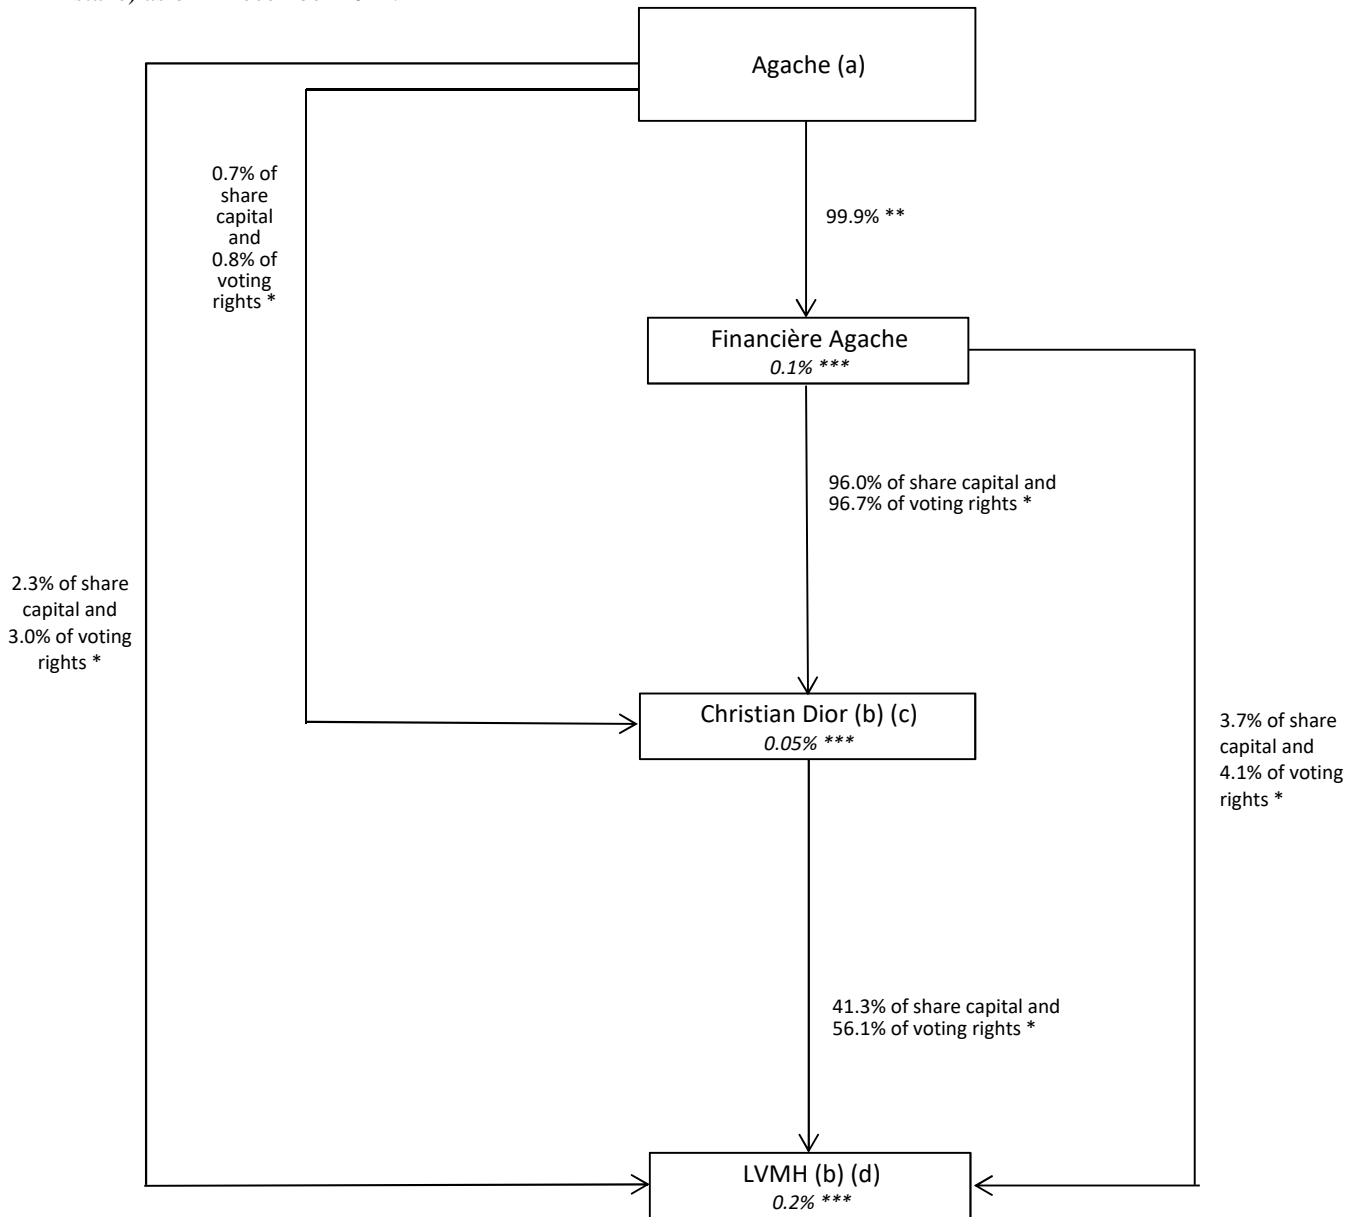 Agache (a)
0.7% of
share
capital
and
0.8% of
voting
rights *
99.9% **
Financière Agache
0.1% ***
96.0% of share capital and
96.7% of voting rights *
2.3% of share
capital and
3.0% of voting
rights *
Christian Dior (b) (c)
0.05% ***
3.7% of share
capital and
4.1% of voting
rights *
41.3% of share capital and
56.1% of voting rights *
LVMH (b) (d)
0.2% ***